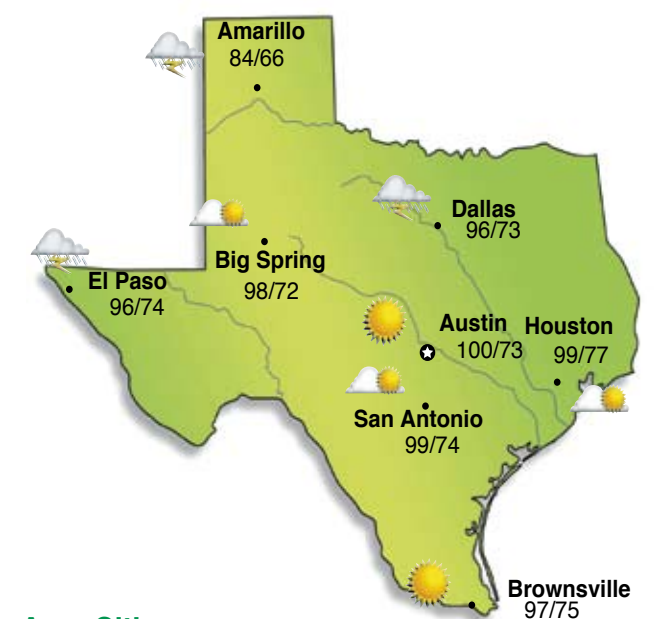 Amarillo
84/66
Dallas
96/73
Big Spring
98/72
El Paso
96/74
Austin
100/73
Houston
99/77
San Antonio
99/74
Brownsville
97/75